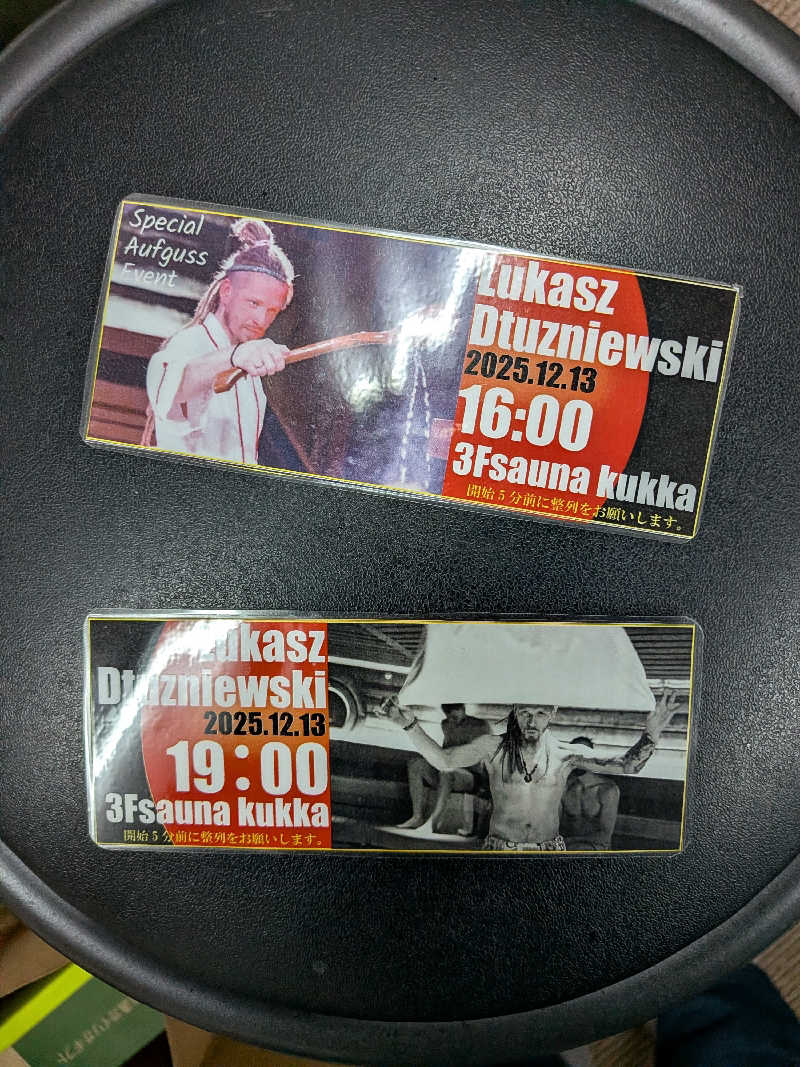 Special
Aufguss
Event
Łukasz
Dtuzniewski
2025.12.13
16:00
3Fsauna kukka
開始5分前に整列をお願いします。
Łukasz
Dtuzniewski
2025.12.13
19:00
3Fsauna kukka
開始5分前に整列をお願いします。